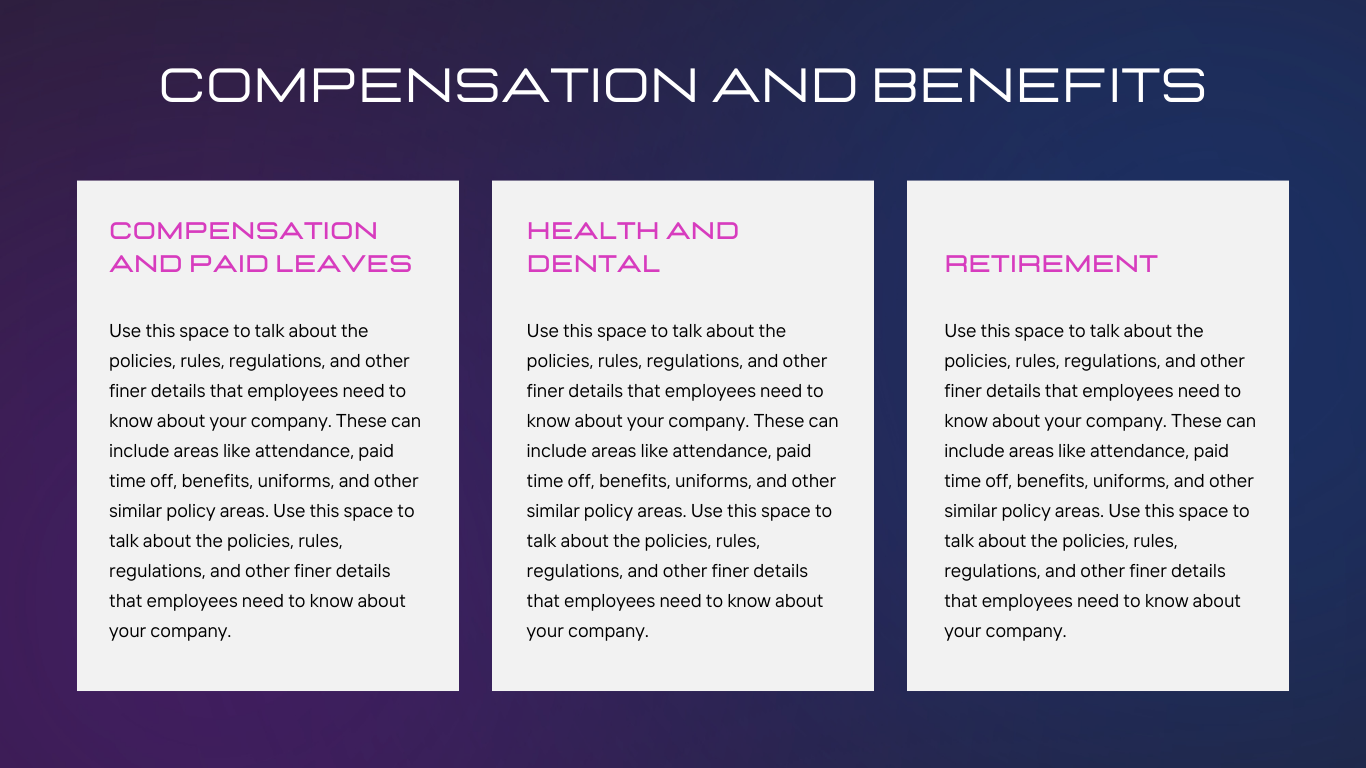 COMPENSATION AND BENEFITS
COMPENSATION
AND PAID LEAVES
Use this space to talk about the
policies, rules, regulations, and other
finer details that employees need to
know about your company. These can
include areas like attendance, paid
time off, benefits, uniforms, and other
similar policy areas. Use this space to
talk about the policies, rules,
regulations, and other finer details
that employees need to know about
your company.
HEALTH AND
DENTAL
Use this space to talk about the
policies, rules, regulations, and other
finer details that employees need to
know about your company. These can
include areas like attendance, paid
time off, benefits, uniforms, and other
similar policy areas. Use this space to
talk about the policies, rules,
regulations, and other finer details
that employees need to know about
your company.
RETIREMENT
Use this space to talk about the
policies, rules, regulations, and other
finer details that employees need to
know about your company. These can
include areas like attendance, paid
time off, benefits, uniforms, and other
similar policy areas. Use this space to
talk about the policies, rules,
regulations, and other finer details
that employees need to know about
your company.